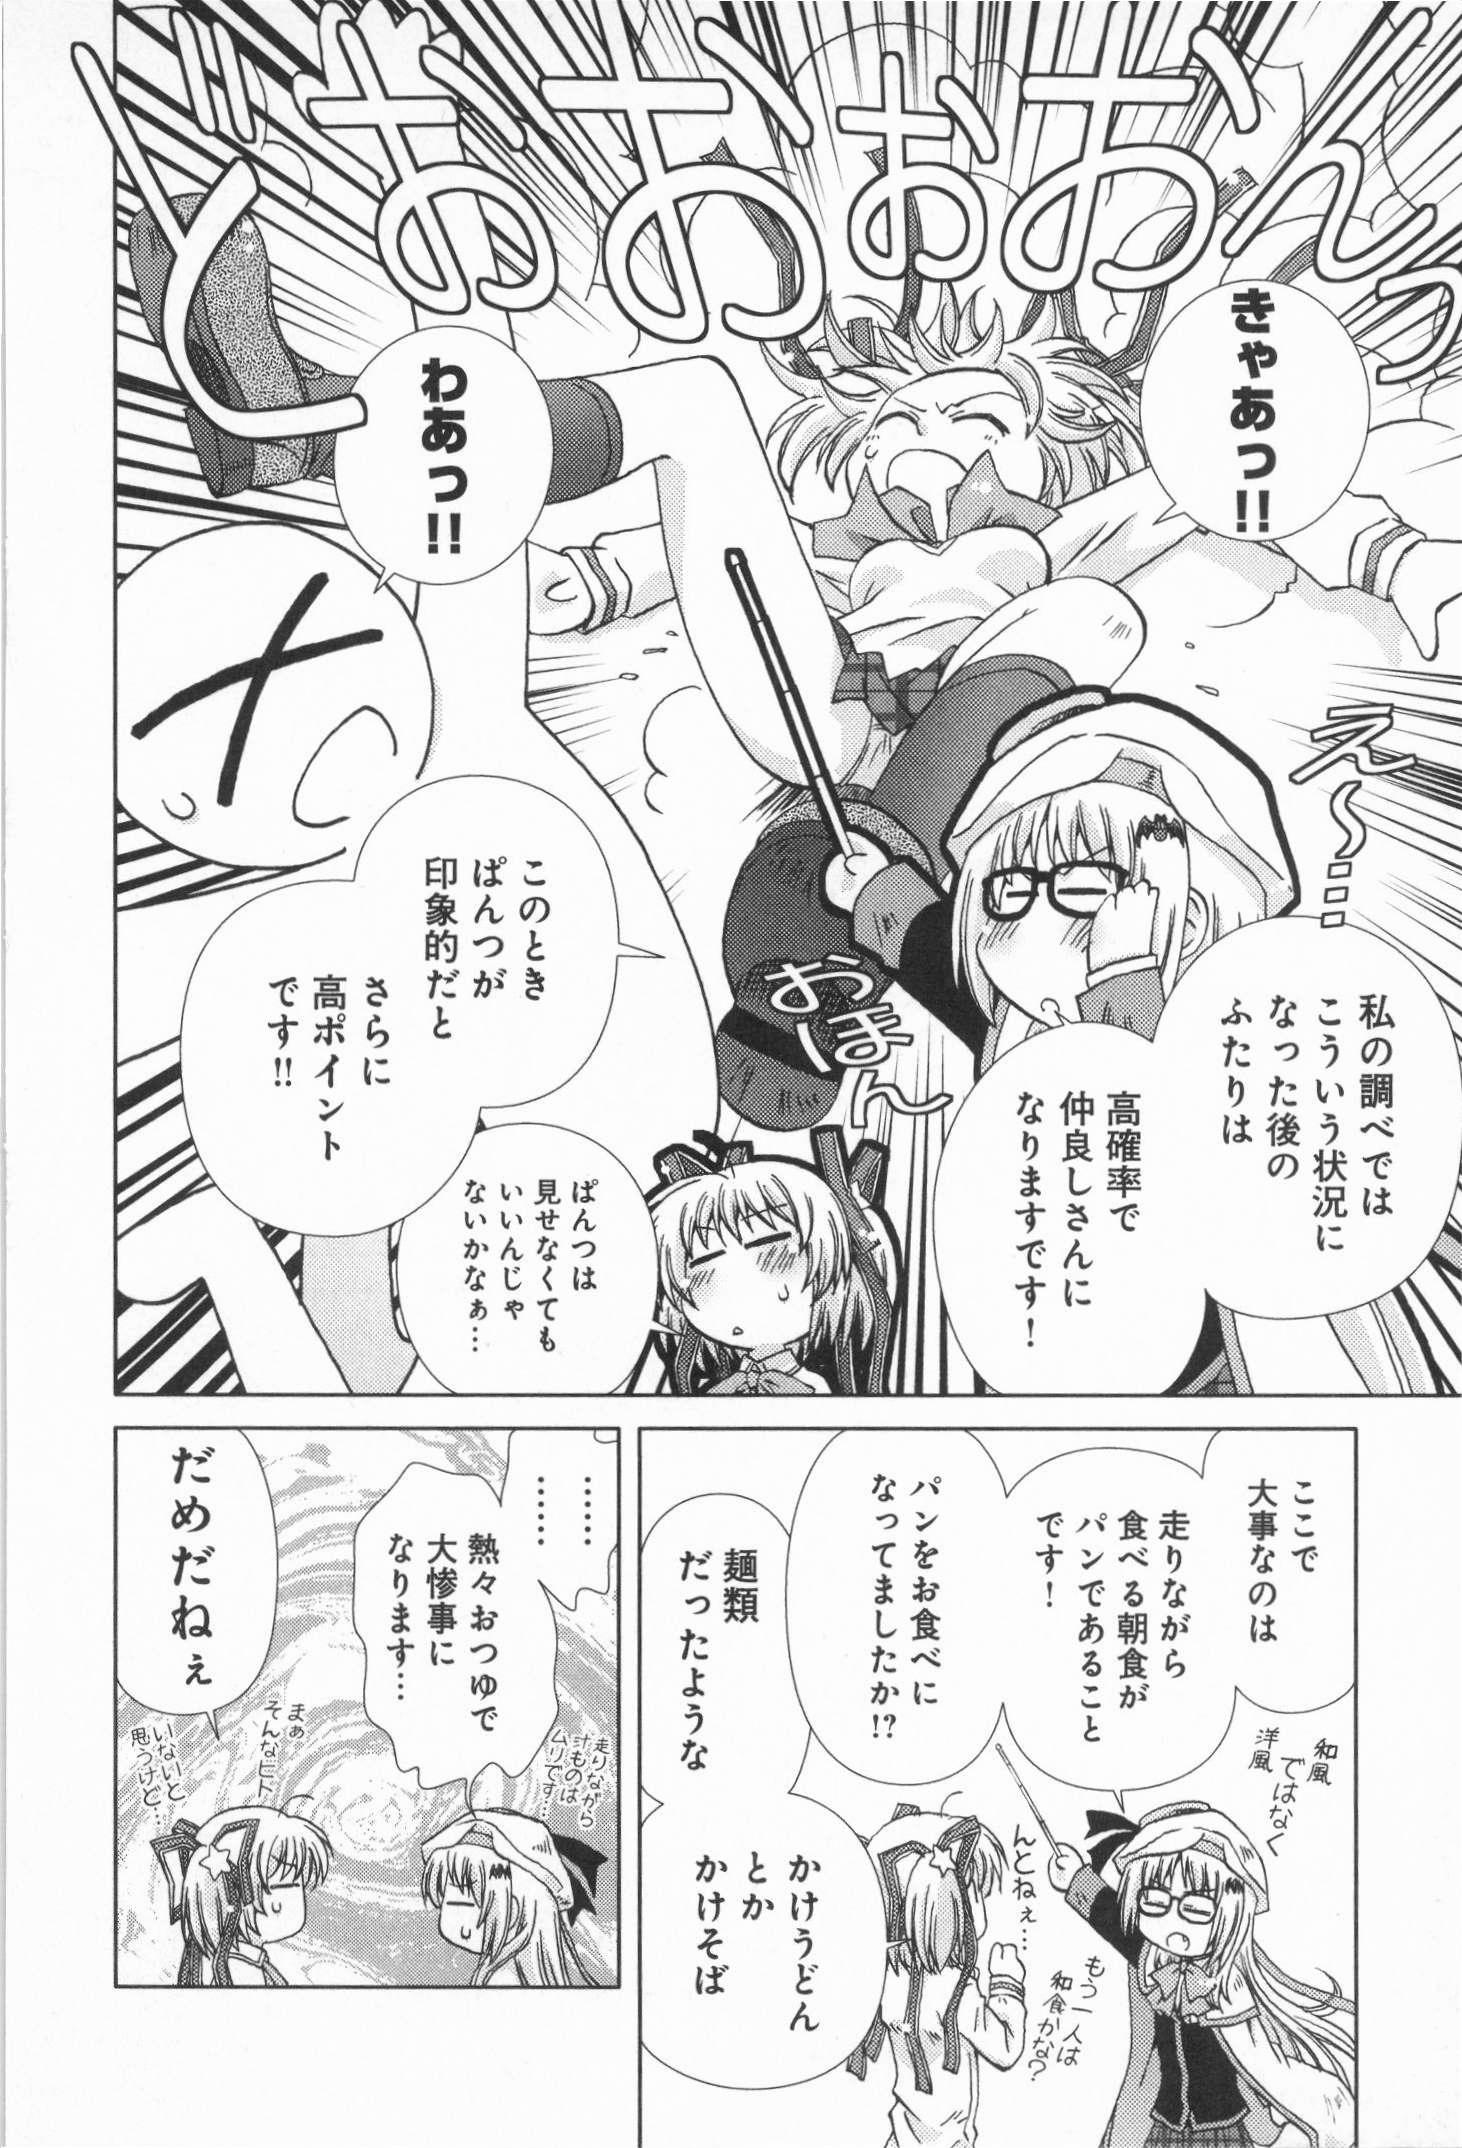 どおおぉおんっ
きゃあっ!!
わあっ!!
え〜…
おほん
私の調べでは
こういう状況に
なった後の
ふたりは
高確率で
仲良しさんに
なりますです!
このとき
ぱんつが
印象的だと
さらに
高ポイント
です!!
ぱんつは
見せなくても
いいんじゃ
ないかなぁ…
ここで
大事なのは
走りながら
食べる朝食が
パンであること
です!
和風
ではなく
洋風
パンをお食べに
なってましたか!?
んとねぇ…
もう一人は
和食かな?
麺類
だったような
かけうどん
とか
かけそば
……
……
熱々おつゆで
大惨事に
なります…
走りながら
汁ものは
ムリです…
だめだねぇ
まぁ
そんなヒト
いないと
思うけど…